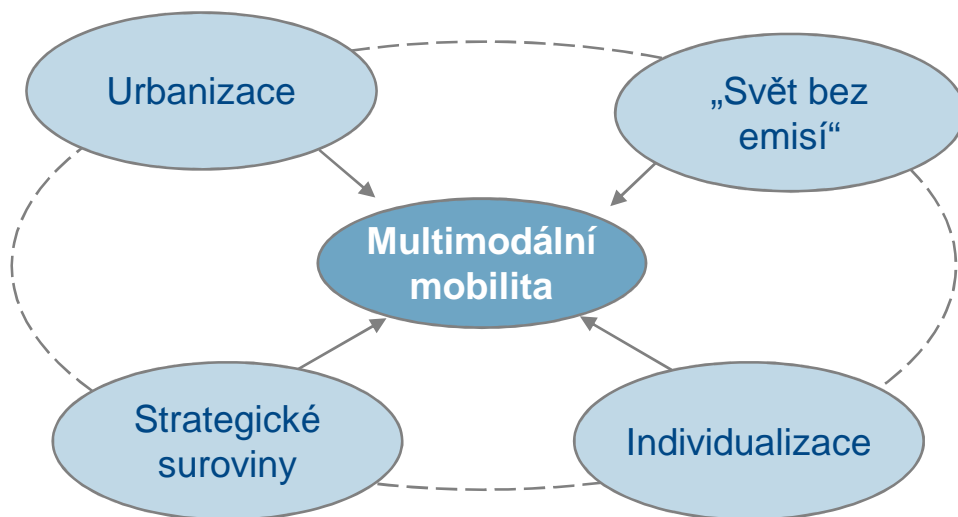 Urbanizace
„Svět bez
emisí“
Multimodální
mobilita
Strategické
suroviny
Individualizace